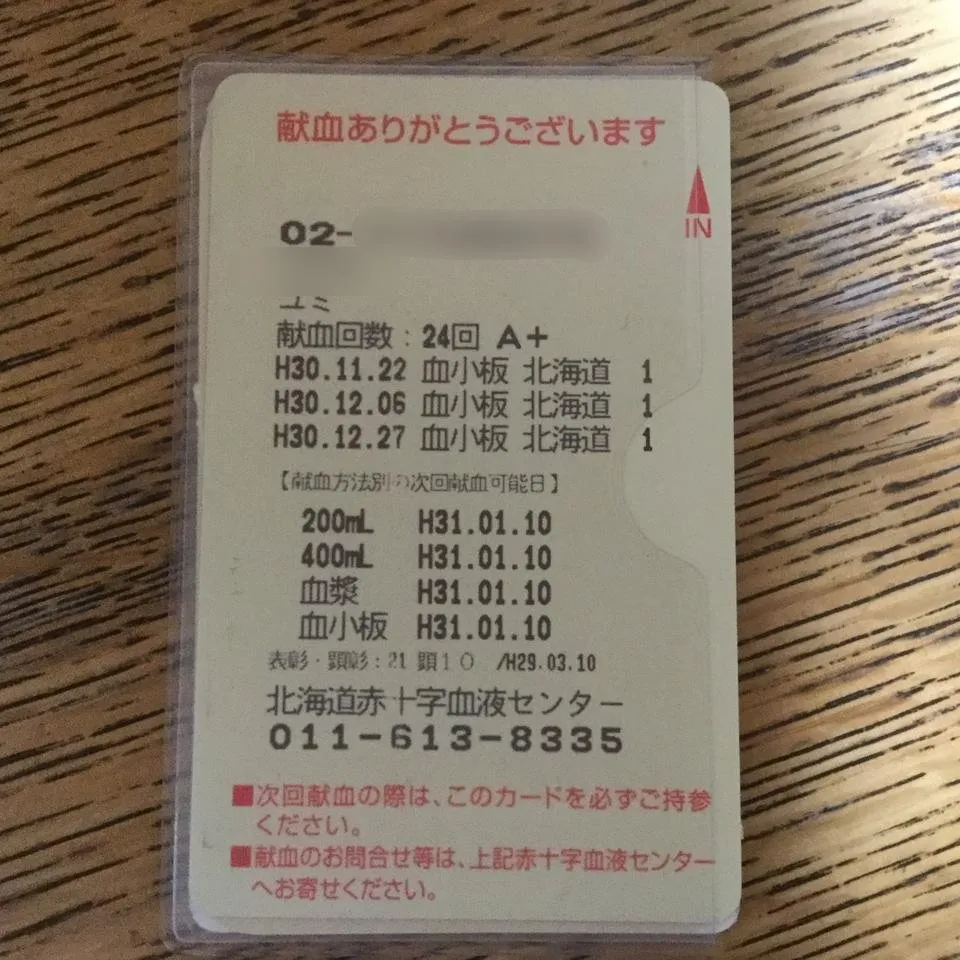 献血ありがとうございます
IN
02-
ユミ
献血回数：24回 A+
H30.11.22 血小板 北海道 1
H30.12.06 血小板 北海道 1
H30.12.27 血小板 北海道 1
【献血方法別の次回献血可能日】
200mL H31.01.10
400mL H31.01.10
血漿 H31.01.10
血小板 H31.01.10
表彰・顕彰：21 顕10 /H29.03.10
北海道赤十字血液センター
011-613-8335
■次回献血の際は、このカードを必ずご持参
ください。
■献血のお問合せ等は、上記赤十字血液センター
へお寄せください。